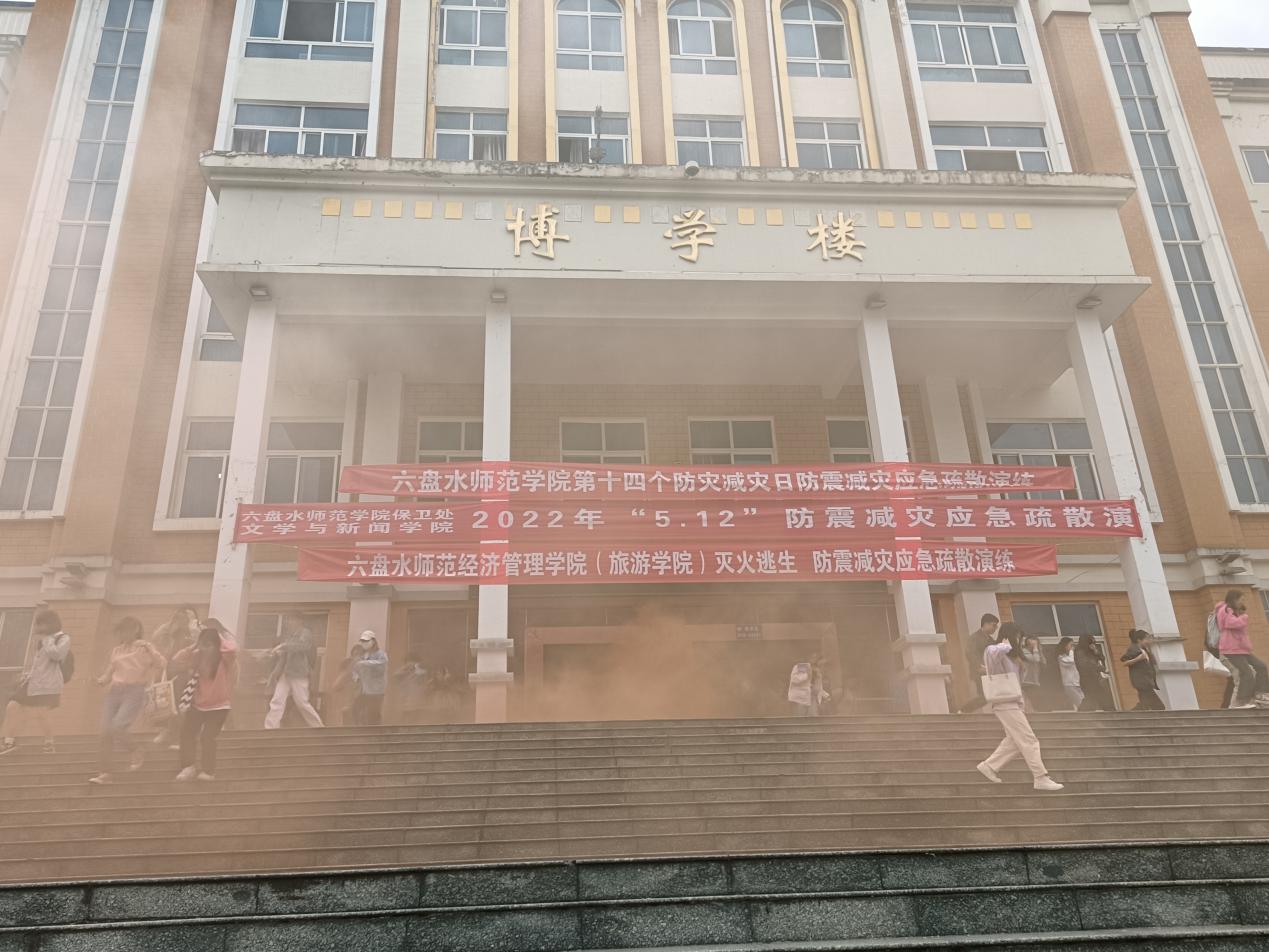 博学楼
六盘水师范学院第十四个防灾减灾日防震减灾应急疏散演练
六盘水师范学院保卫处
文学与新闻学院
2022年“5.12”防震减灾应急疏散演
六盘水师范经济管理学院（旅游学院）灭火逃生 防震减灾应急疏散演练